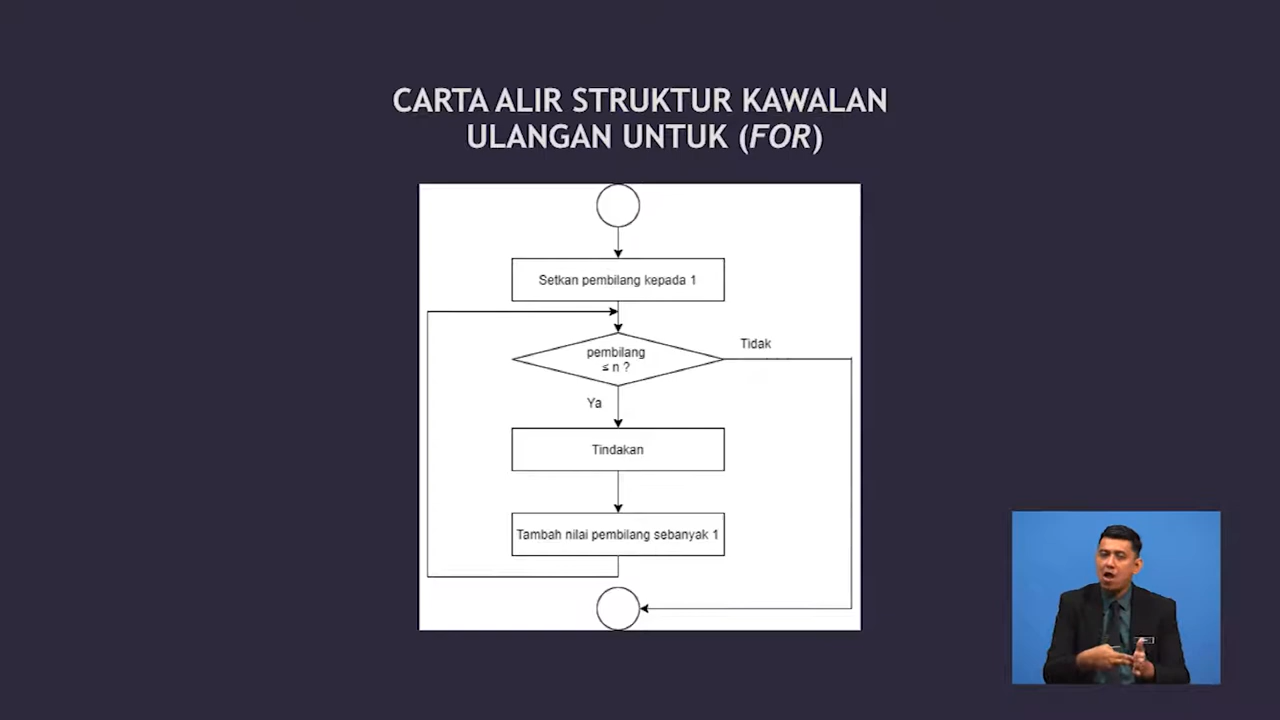 CARTA ALIR STRUKTUR KAWALAN
ULANGAN UNTUK (FOR)
Setkan pembilang kepada 1
pembilang
≤ n ?
Tidak
Ya
Tindakan
Tambah nilai pembilang sebanyak 1